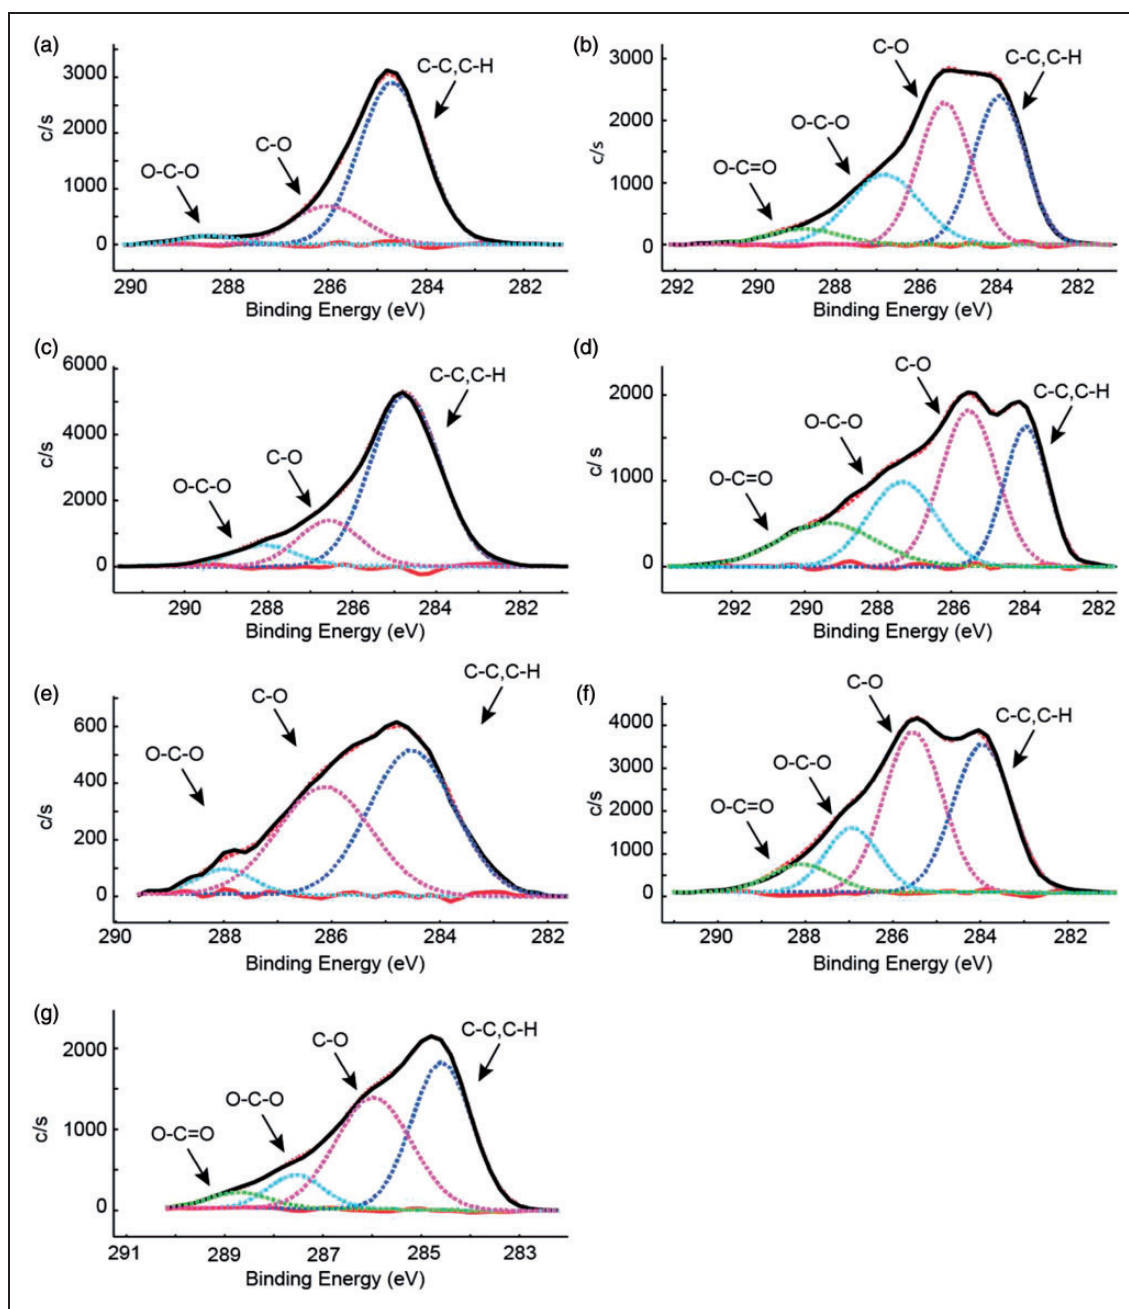 (a)
3000
2000
1000
0
c/s
O-C-O
C-O
C-C,C-H
290 288 286 284 282
Binding Energy (eV)
(b)
3000
2000
1000
0
c/s
O-C=O
O-C-O
C-O
C-C,C-H
292 290 288 286 284 282
Binding Energy (eV)
(c)
6000
4000
2000
0
c/s
O-C-O
C-O
C-C,C-H
290 288 286 284 282
Binding Energy (eV)
(d)
2000
1000
0
c/ s
O-C=O
O-C-O
C-O
C-C,C-H
292 290 288 286 284 282
Binding Energy (eV)
(e)
600
400
200
0
c/s
O-C-O
C-O
C-C,C-H
290 288 286 284 282
Binding Energy (eV)
(f)
4000
3000
2000
1000
0
c/s
O-C=O
O-C-O
C-O
C-C,C-H
290 288 286 284 282
Binding Energy (eV)
(g)
2000
1000
0
c/s
O-C=O
O-C-O
C-O
C-C,C-H
291 289 287 285 283
Binding Energy (eV)